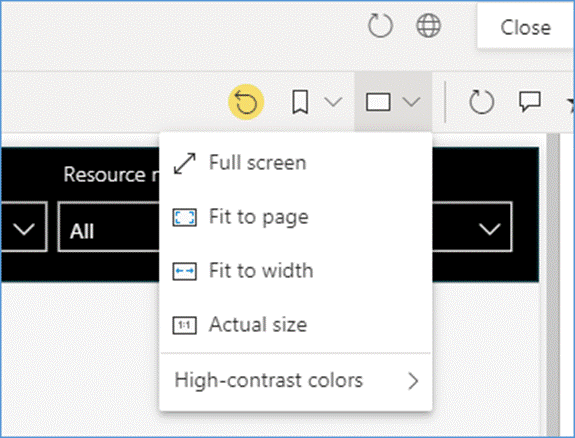 Close
Full screen
Resource
All
Fit to page
Fit to width
1:1
Actual size
High-contrast colors